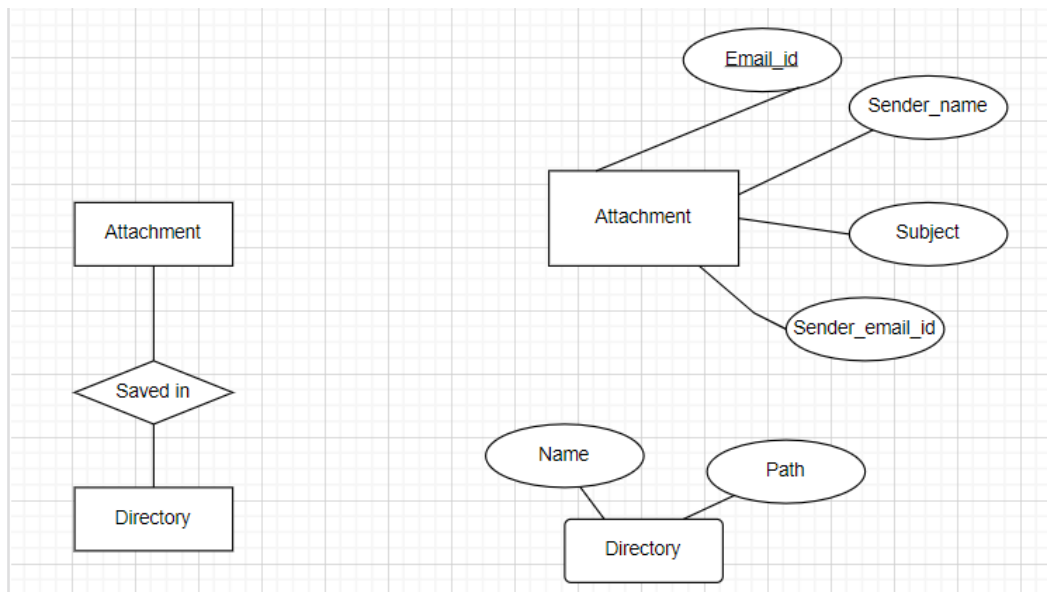 Email_id
Sender_name
Attachment
Subject
Sender_email_id
Attachment
Saved in
Directory
Name
Path
Directory